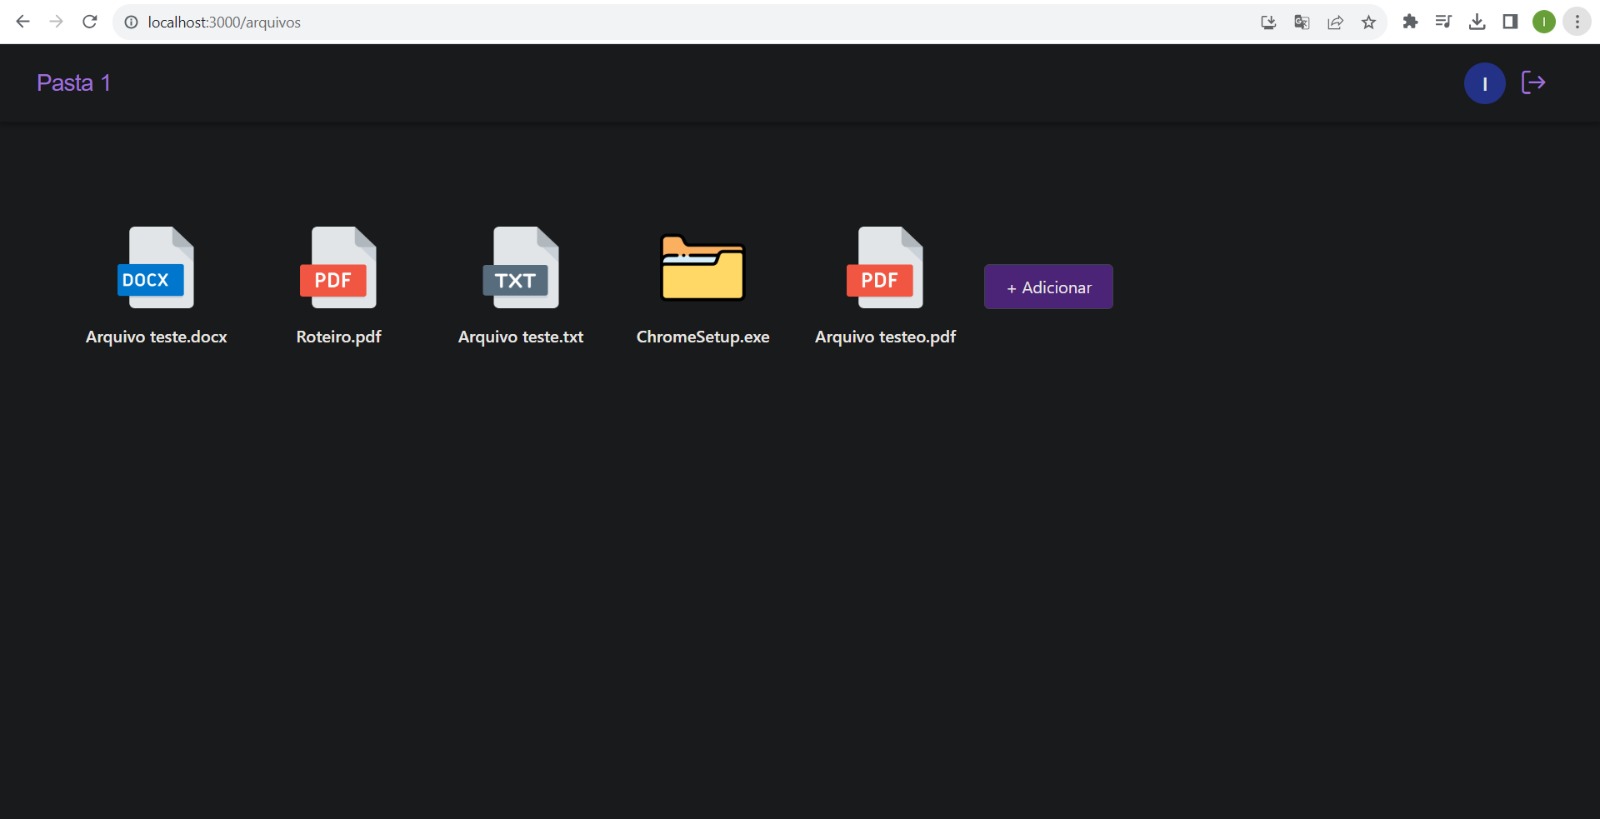 localhost:3000/arquivos
I
Pasta 1
I
DOCX
PDF
TXT
PDF
+ Adicionar
Arquivo teste.docx
Roteiro.pdf
Arquivo teste.txt
ChromeSetup.exe
Arquivo testeo.pdf